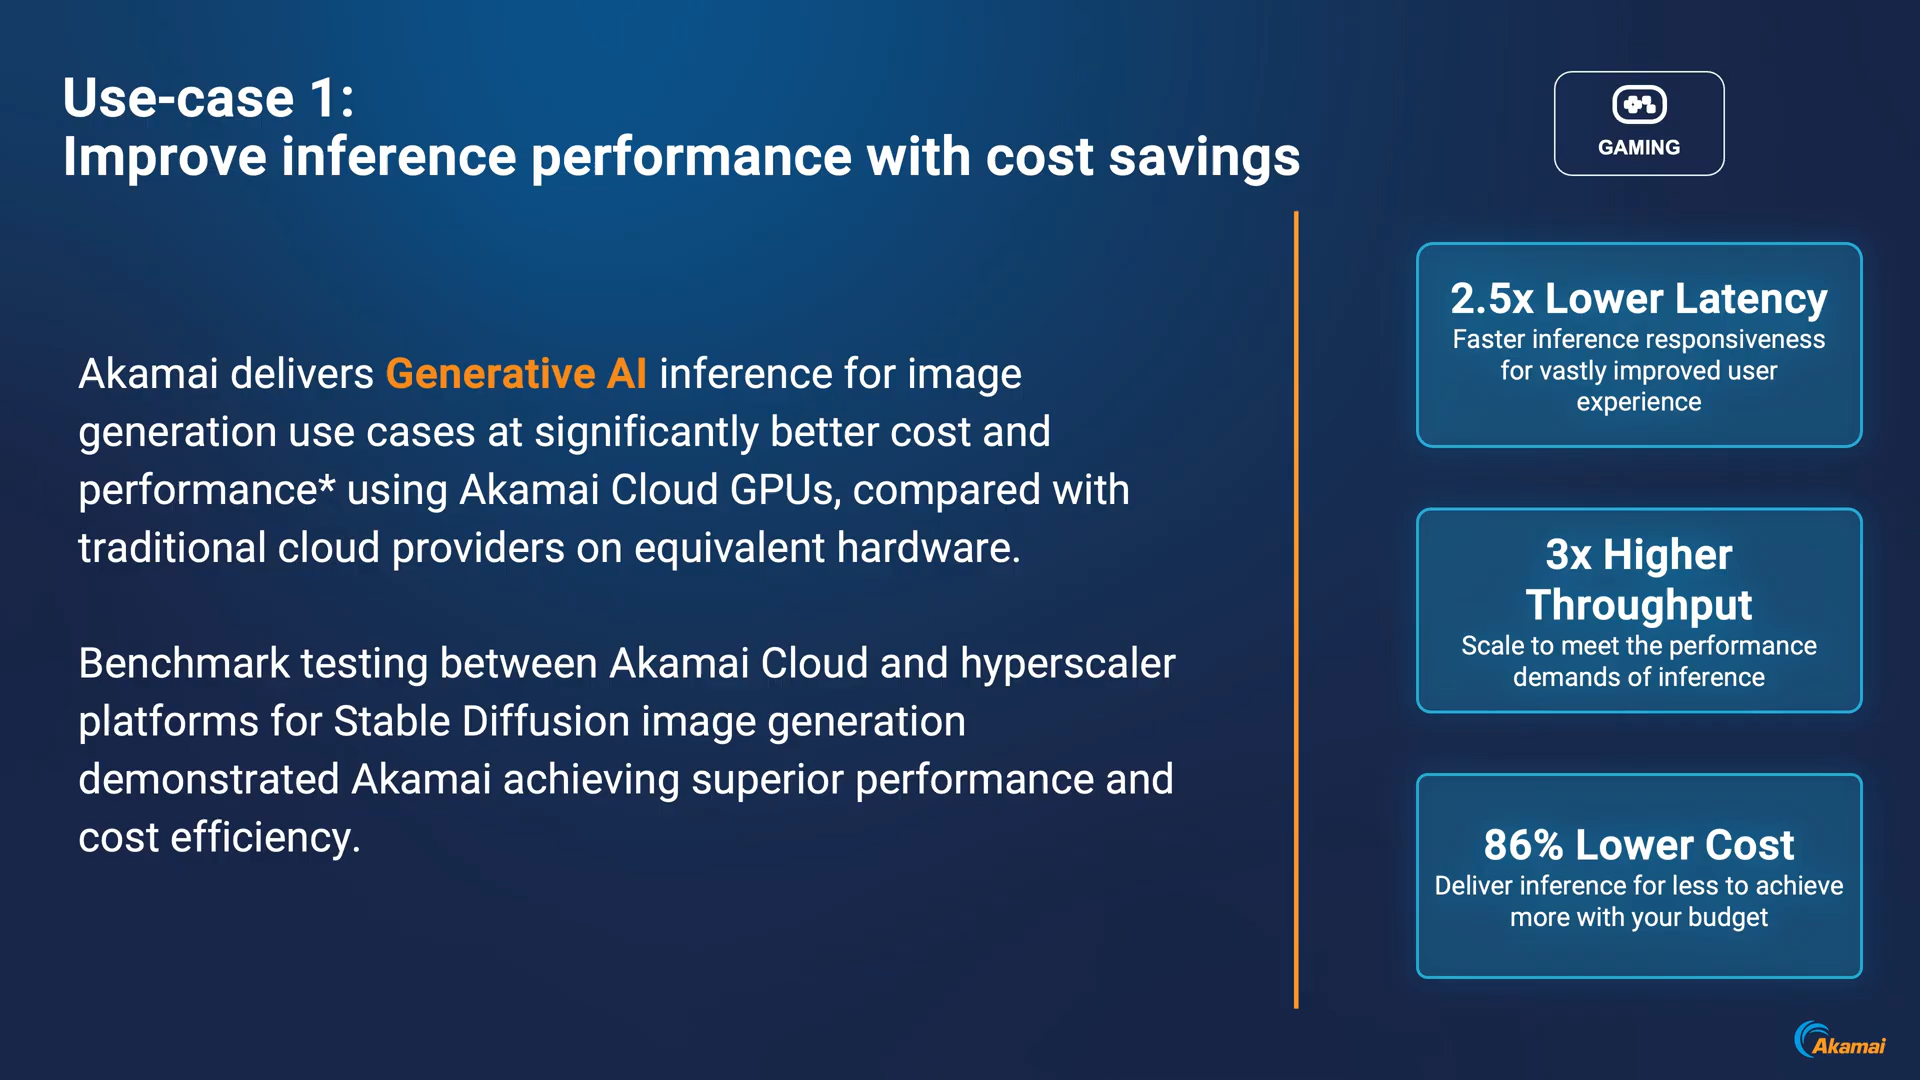 Use-case 1:
Improve inference performance with cost savings
GAMING
Akamai delivers Generative AI inference for image
generation use cases at significantly better cost and
performance* using Akamai Cloud GPUs, compared with
traditional cloud providers on equivalent hardware.
Benchmark testing between Akamai Cloud and hyperscaler
platforms for Stable Diffusion image generation
demonstrated Akamai achieving superior performance and
cost efficiency.
2.5x Lower Latency
Faster inference responsiveness
for vastly improved user
experience
3x Higher
Throughput
Scale to meet the performance
demands of inference
86% Lower Cost
Deliver inference for less to achieve
more with your budget
Akamai